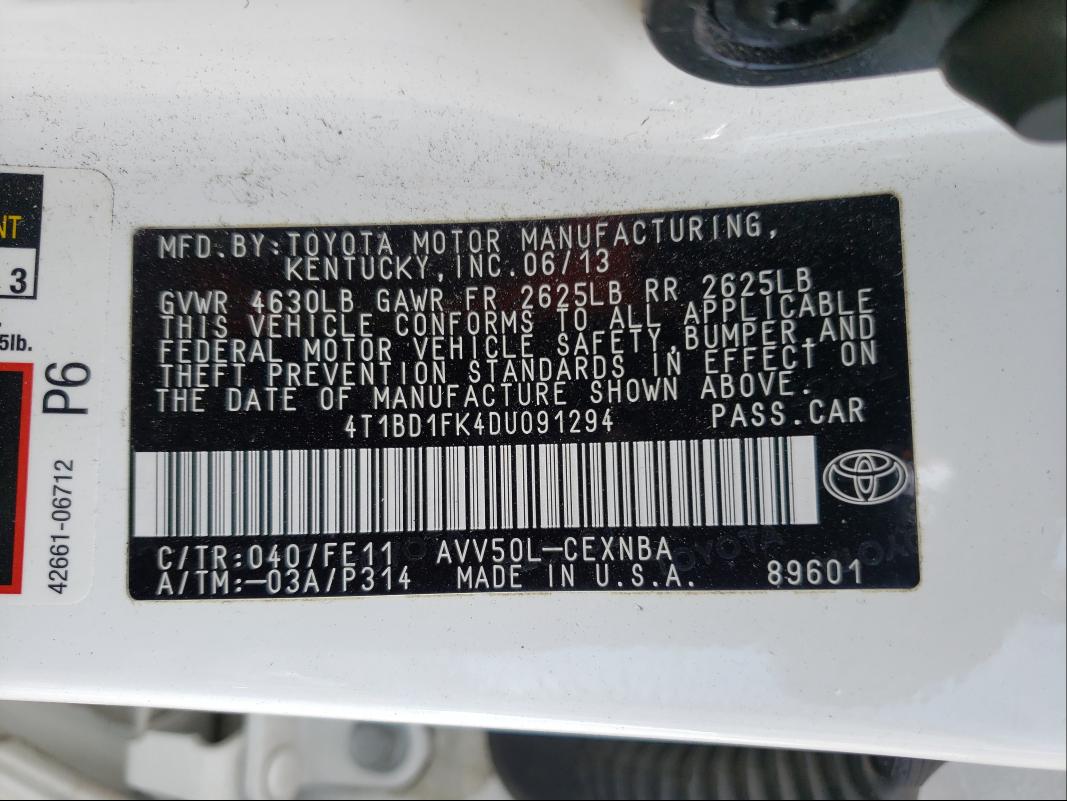 NT
3
5lb.
P6
42661-06712
MFD.BY:TOYOTA MOTOR MANUFACTURING,
KENTUCKY,INC.06/13
GVWR 4630LB GAWR FR 2625LB RR 2625LB
THIS VEHICLE CONFORMS TO ALL APPLICABLE
FEDERAL MOTOR VEHICLE SAFETY,BUMPER,AND
THEFT PREVENTION STANDARDS IN EFFECT ON
THE DATE OF MANUFACTURE SHOWN ABOVE.
4T1BD1FK4DU091294 PASS.CAR
C/TR:040/FE11 AVV50L-CEXNBA
A/TM:-03A/P314 MADE IN U.S.A. 89601